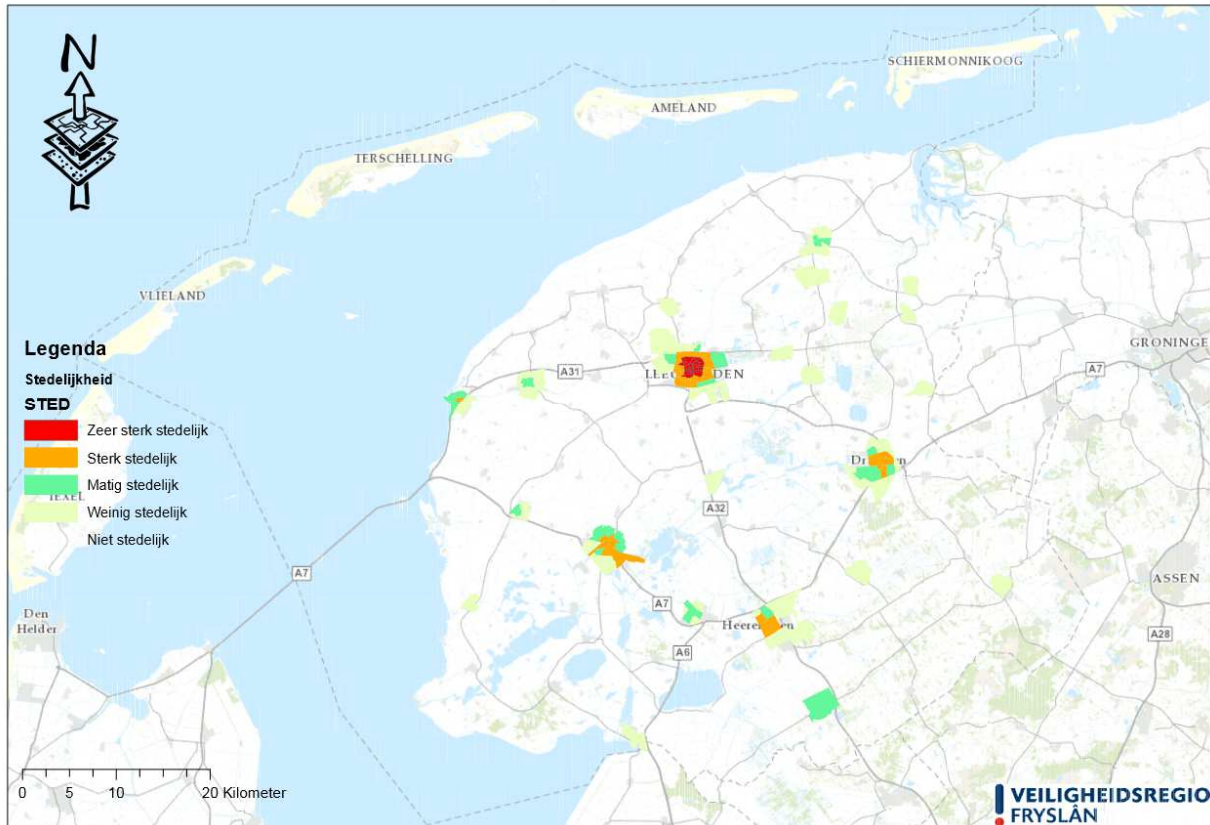 N
SCHIERMONNIKOOG
AMELAND
TERSCHELLING
VLIELAND
GRONINGE
A7
A31
Legenda
Stedelijkheid
STED
Zeer sterk stedelijk
Sterk stedelijk
Matig stedelijk
Weinig stedelijk
Niet stedelijk
TEXEL
A32
A7
ASSEN
Den
Helder
A7
A6
A28
0 5 10 20 Kilometer
VEILIGHEIDSREGIO
FRYSLÂN